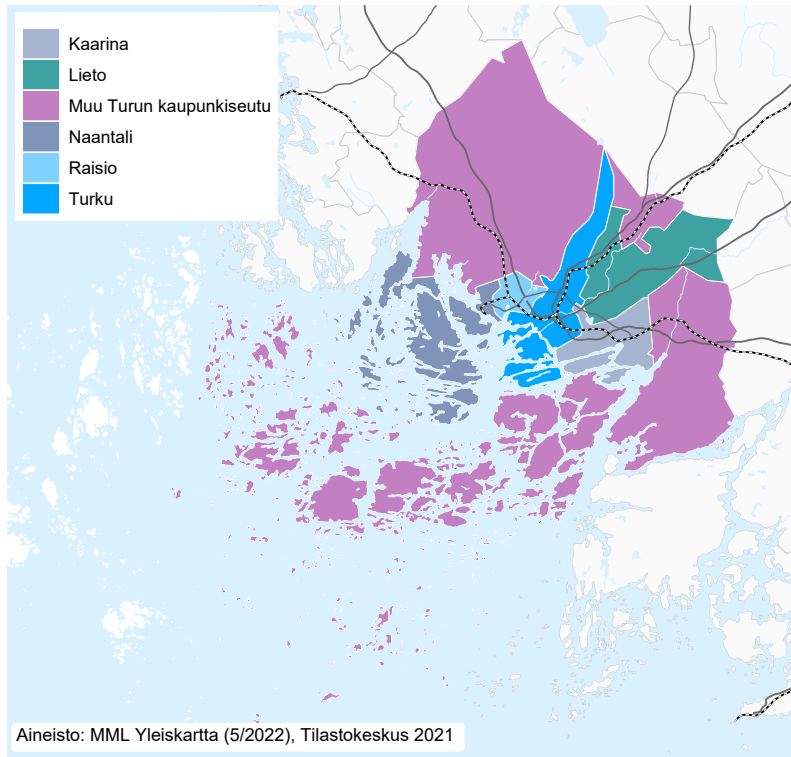 Kaarina
Lieto
Muu Turun kaupunkiseutu
Naantali
Raisio
Turku
Aineisto: MML Yleiskartta (5/2022), Tilastokeskus 2021